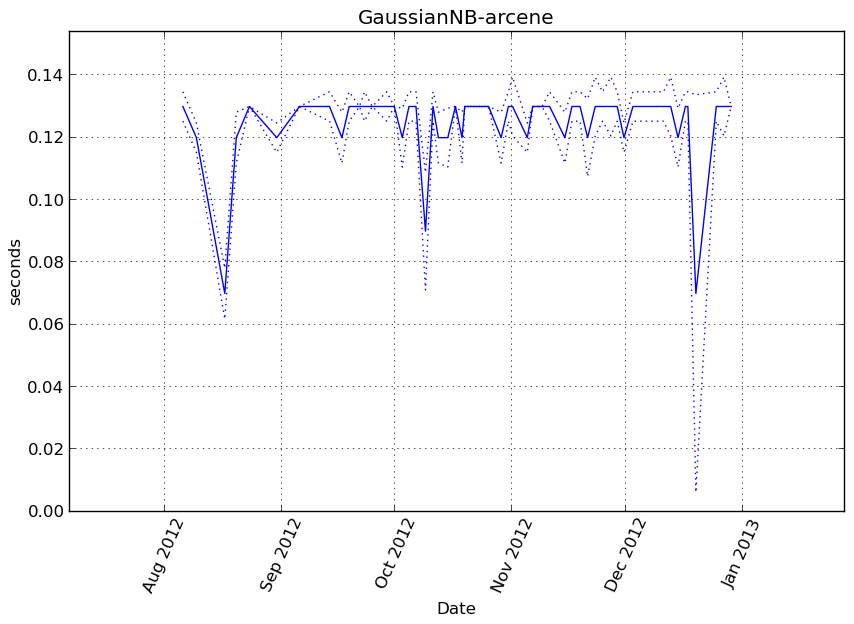 GaussianNB-arcene
0.14
0.12
0.10
0.08
0.06
0.04
0.02
0.00
seconds
Aug 2012
Sep 2012
Oct 2012
Nov 2012
Dec 2012
Jan 2013
Date